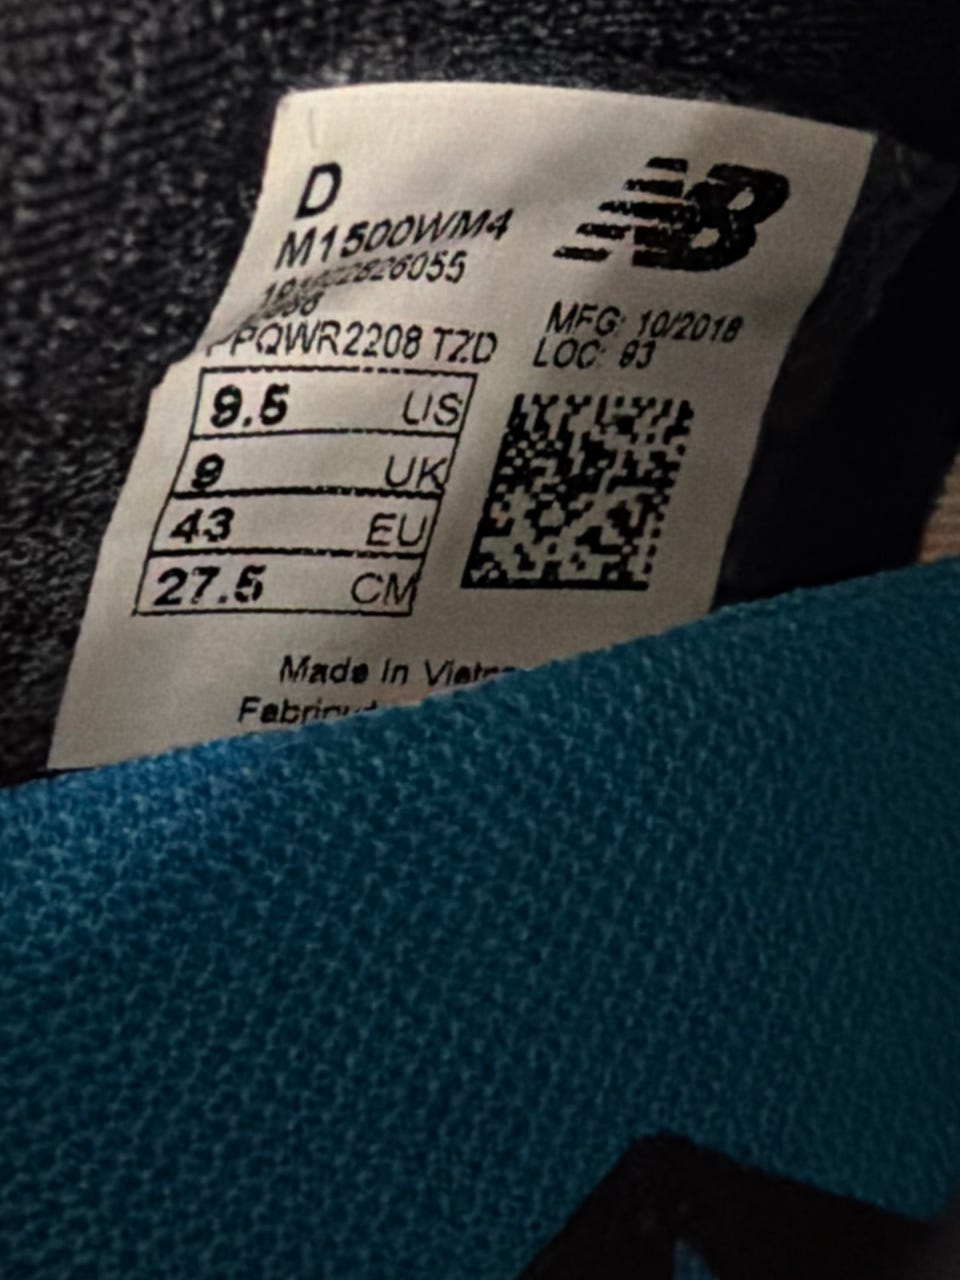 D
NB
M1500WM4
PPQWR2208 TZD
MFG: 10/2018
LOC: 93
9.5 US
9 UK
43 EU
27.5 CM
Made In